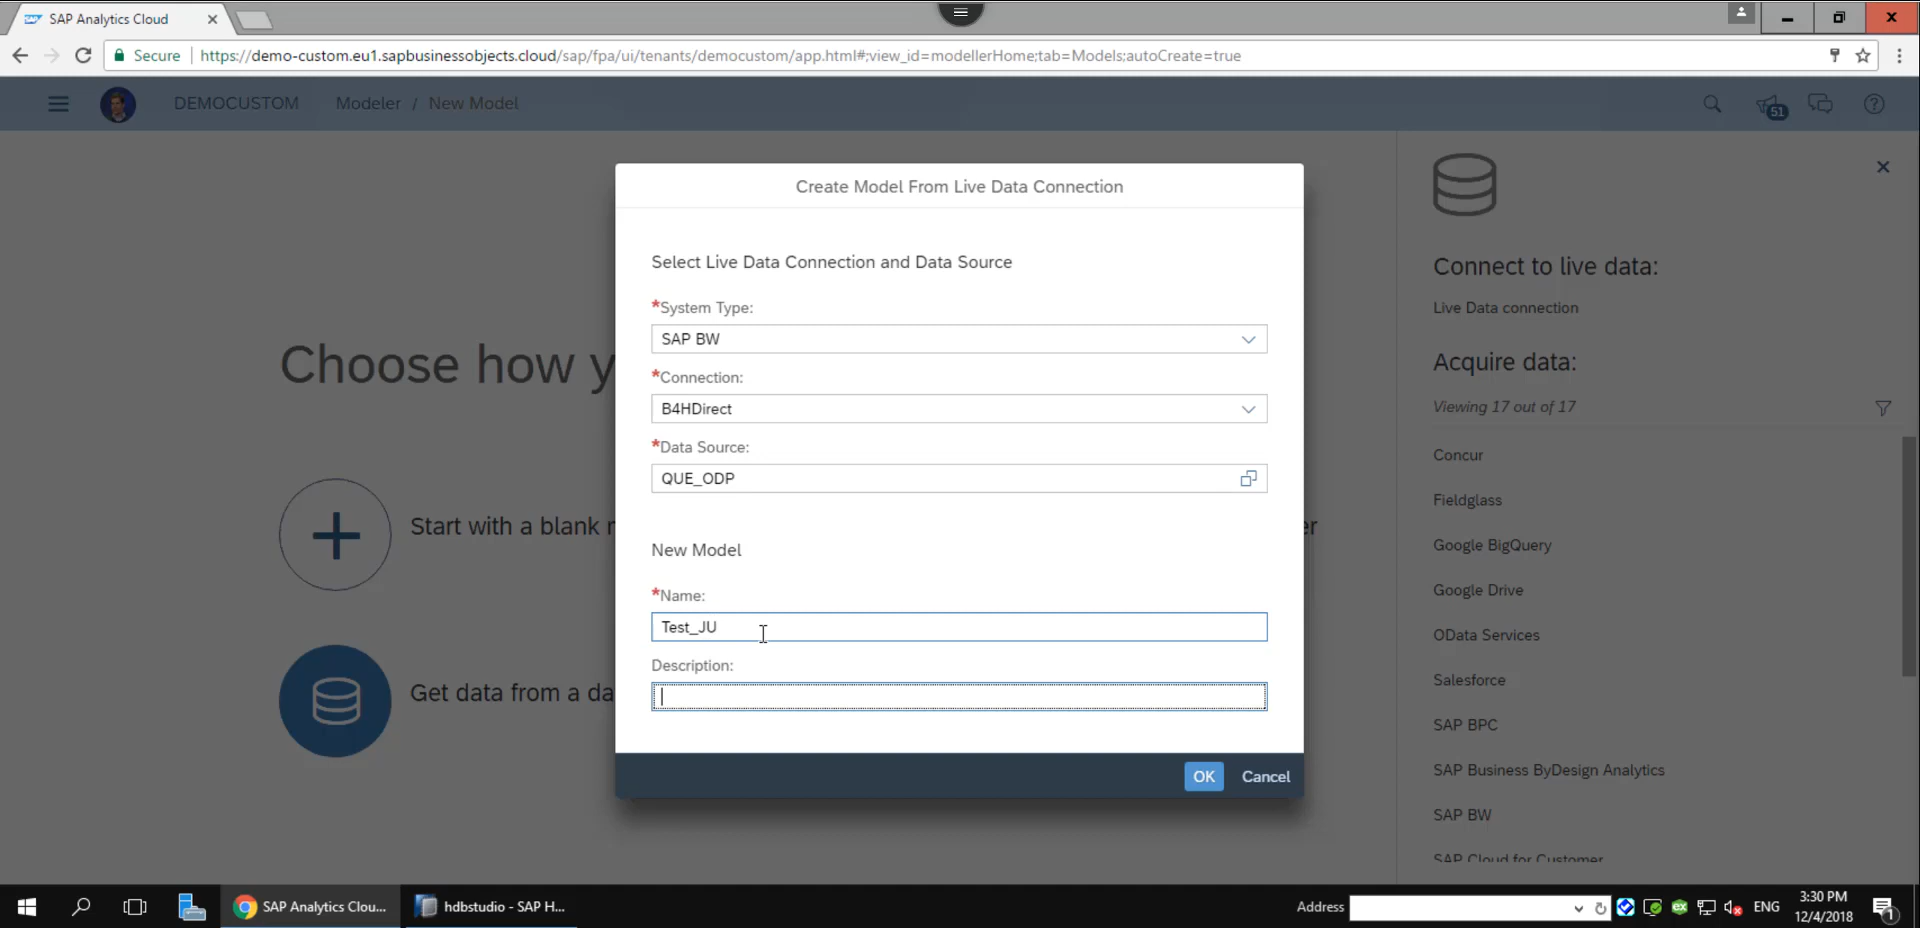 SAP Analytics Cloud
Secure
https://demo-custom.eu1.sapbusinessobjects.cloud/sap/fpa/ui/tenants/democustom/app.html#;view_id=modellerHome;tab=Models;autoCreate=true
DEMOCUSTOM
Modeler / New Model
51
Create Model From Live Data Connection
Select Live Data Connection and Data Source
*System Type:
SAP BW
*Connection:
B4HDirect
*Data Source:
QUE_ODP
New Model
*Name:
Test_JU
Description:
OK
Cancel
Choose how y
Start with a blank r
er
Get data from a da
Connect to live data:
Live Data connection
Acquire data:
Viewing 17 out of 17
Concur
Fieldglass
Google BigQuery
Google Drive
OData Services
Salesforce
SAP BPC
SAP Business ByDesign Analytics
SAP BW
SAP Cloud for Customer
SAP Analytics Clou...
hdbstudio - SAP H...
Address
ex
ENG
3:30 PM
12/4/2018
1